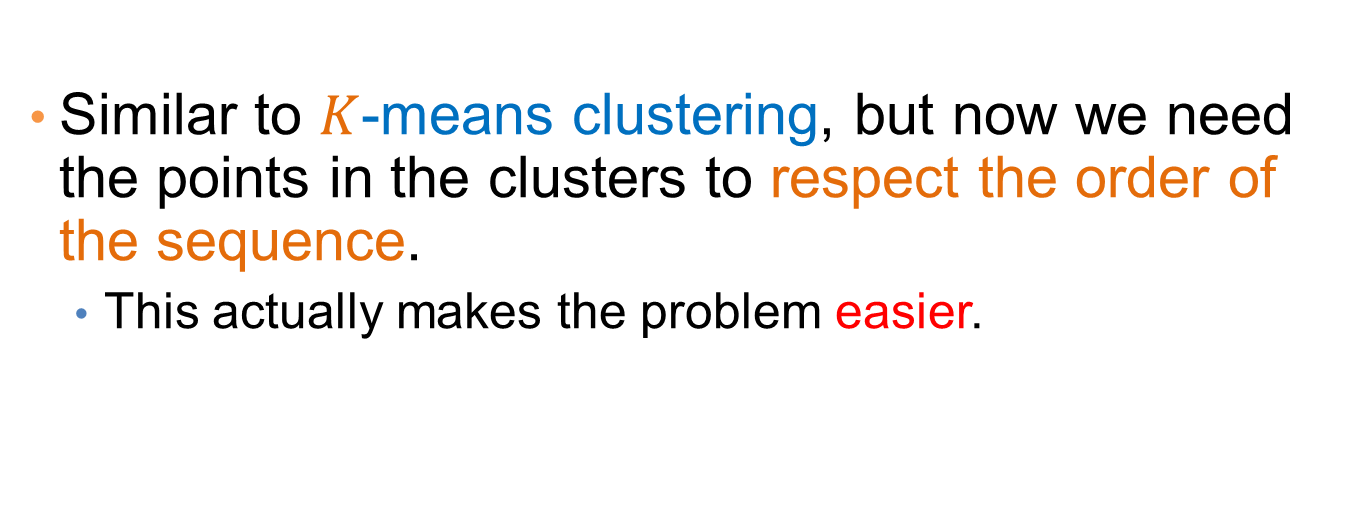 • Similar to K-means clustering, but now we need
the points in the clusters to respect the order of
the sequence.
• This actually makes the problem easier.